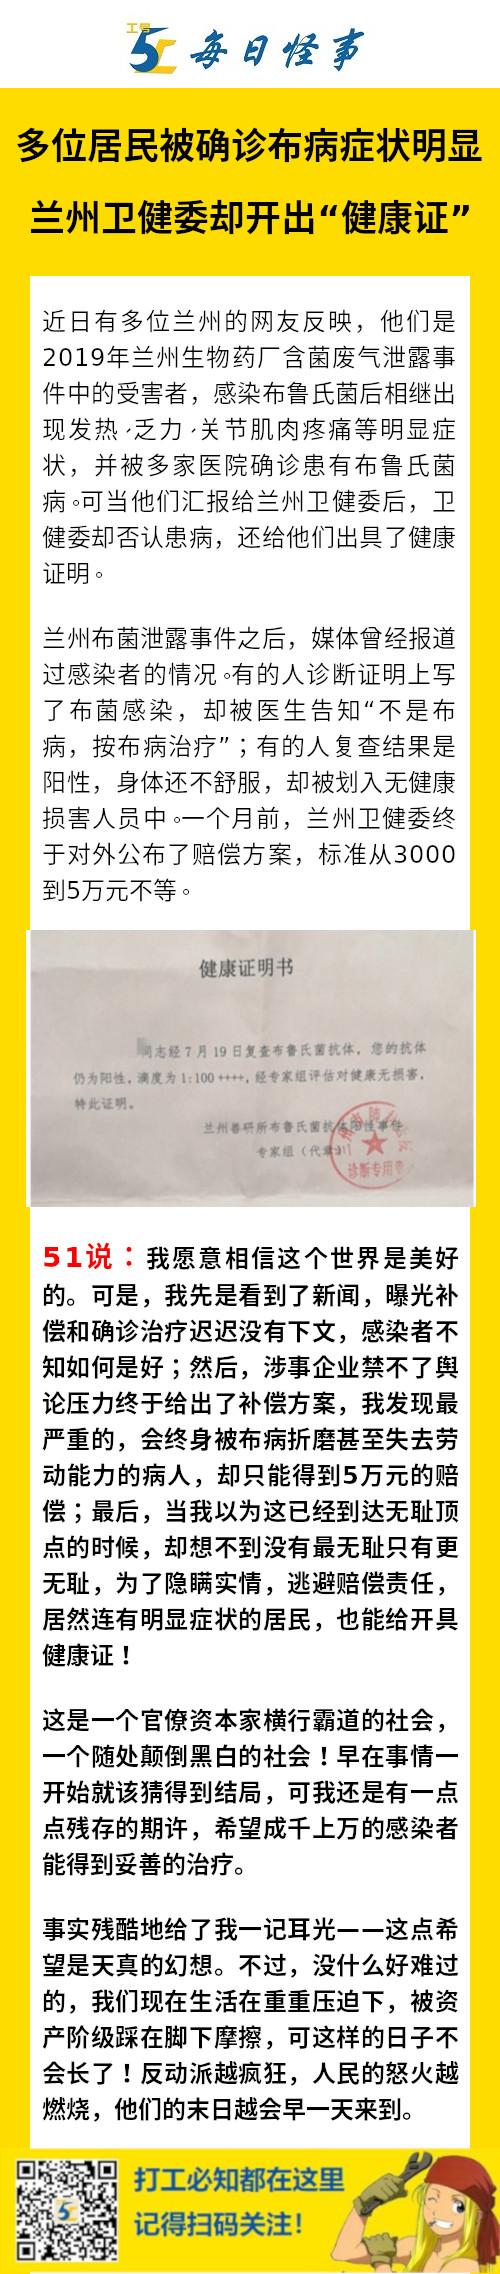 工号
51
每日怪事
多位居民被确诊布病症状明显
兰州卫健委却开出“健康证”
近日有多位兰州的网友反映，他们是
2019年兰州生物药厂含菌废气泄露事
件中的受害者，感染布鲁氏菌后相继出
现发热、乏力、关节肌肉疼痛等明显症
状，并被多家医院确诊患有布鲁氏菌
病。可当他们汇报给兰州卫健委后，卫
健委却否认患病，还给他们出具了健康
证明。
兰州布菌泄露事件之后，媒体曾经报道
过感染者的情况。有的人诊断证明上写
了布菌感染，却被医生告知“不是布
病，按布病治疗”；有的人复查结果是
阳性，身体还不舒服，却被划入无健康
损害人员中。一个月前，兰州卫健委终
于对外公布了赔偿方案，标准从3000
到5万元不等。
健康证明书
同志经7月19日复查布鲁氏菌抗体，您的抗体
仍为阳性，滴度为1:100++++，经专家组评估对健康无损害，
特此证明。
兰州兽研所布鲁氏菌抗体阳性事件
专家组（代章）
诊断专用章
51说：我愿意相信这个世界是美好
的。可是，我先是看到了新闻，曝光补
偿和确诊治疗迟迟没有下文，感染者不
知如何是好；然后，涉事企业禁不了舆
论压力终于给出了补偿方案，我发现最
严重的，会终身被布病折磨甚至失去劳
动能力的病人，却只能得到5万元的赔
偿；最后，当我以为这已经到达无耻顶
点的时候，却想不到没有最无耻只有更
无耻，为了隐瞒实情，逃避赔偿责任，
居然连有明显症状的居民，也能给开具
健康证！
这是一个官僚资本家横行霸道的社会，
一个随处颠倒黑白的社会！早在事情一
开始就该猜得到结局，可我还是有一点
点残存的期许，希望成千上万的感染者
能得到妥善的治疗。
事实残酷地给了我一记耳光——这点希
望是天真的幻想。不过，没什么好难过
的，我们现在生活在重重压迫下，被资
产阶级踩在脚下摩擦，可这样的日子不
会长了！反动派越疯狂，人民的怒火越
燃烧，他们的末日越会早一天来到。
打工必知都在这里
记得扫码关注！